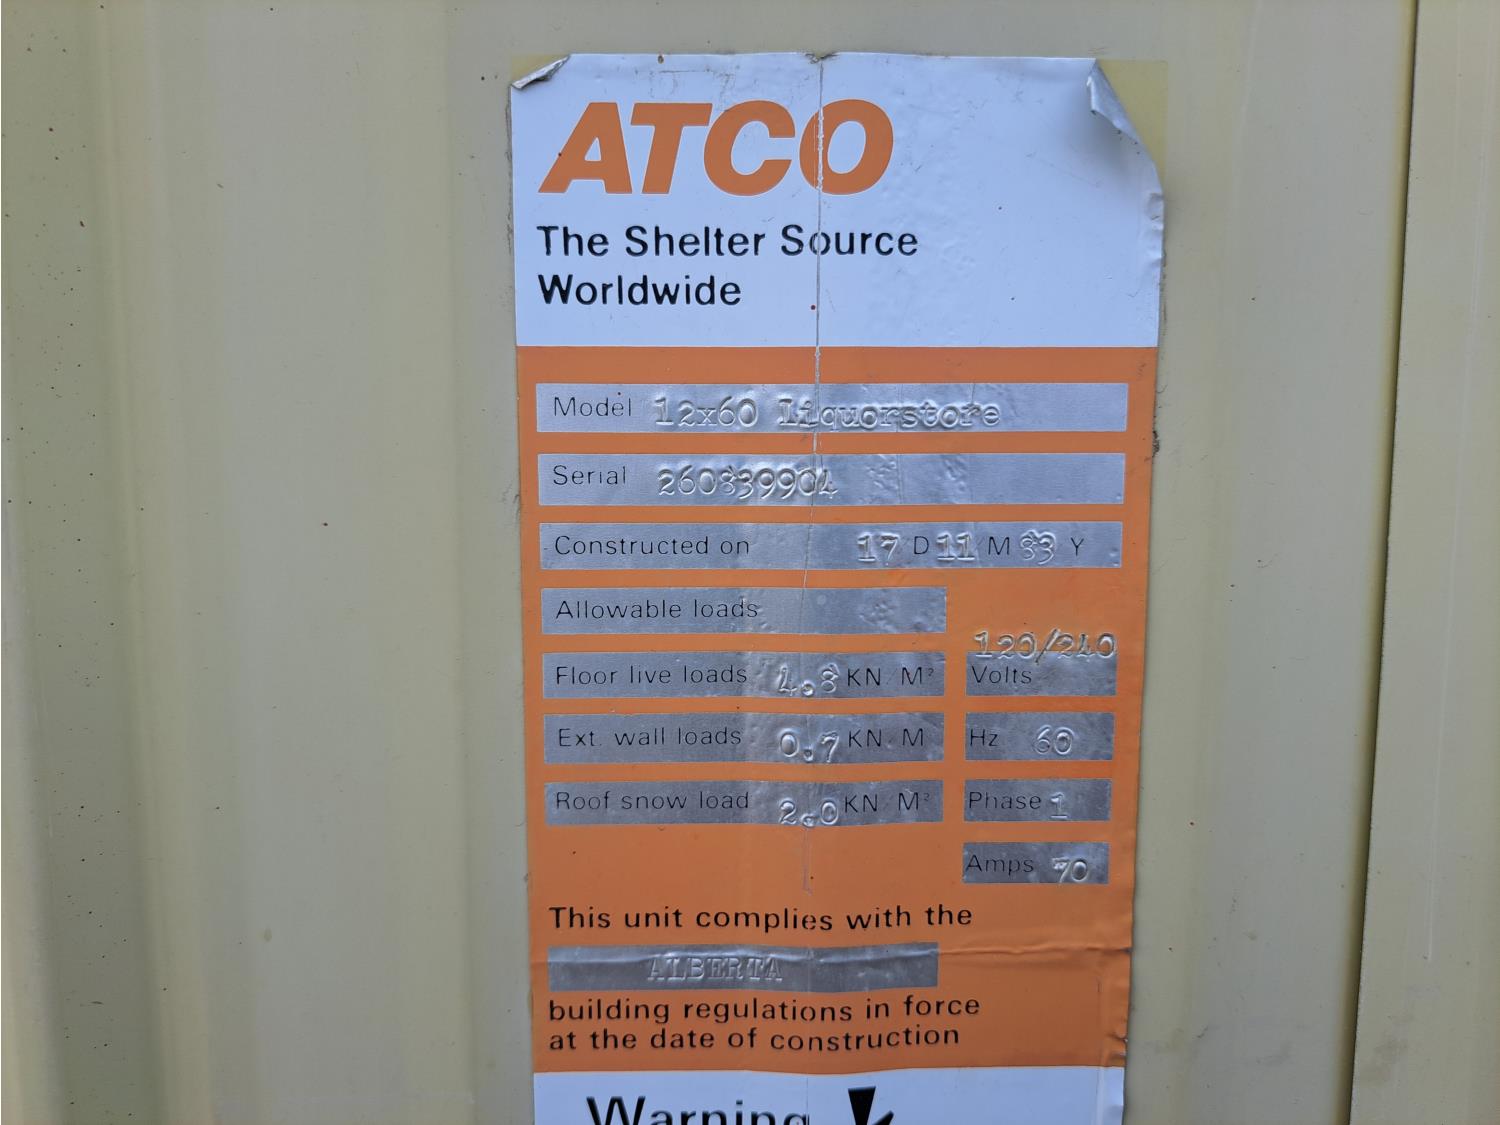 ATCO
The Shelter Source
Worldwide
Model 12x60 Liquorstore
Serial 260839904
Constructed on 17 D 11 M 83 Y
Allowable loads
120/240
Floor live loads 4.8 KN/M² Volts
Ext. wall loads 0.7 KN/M Hz 60
Roof snow load 2.0 KN/M² Phase 1
Amps 70
This unit complies with the
ALBERTA
building regulations in force
at the date of construction
Warning